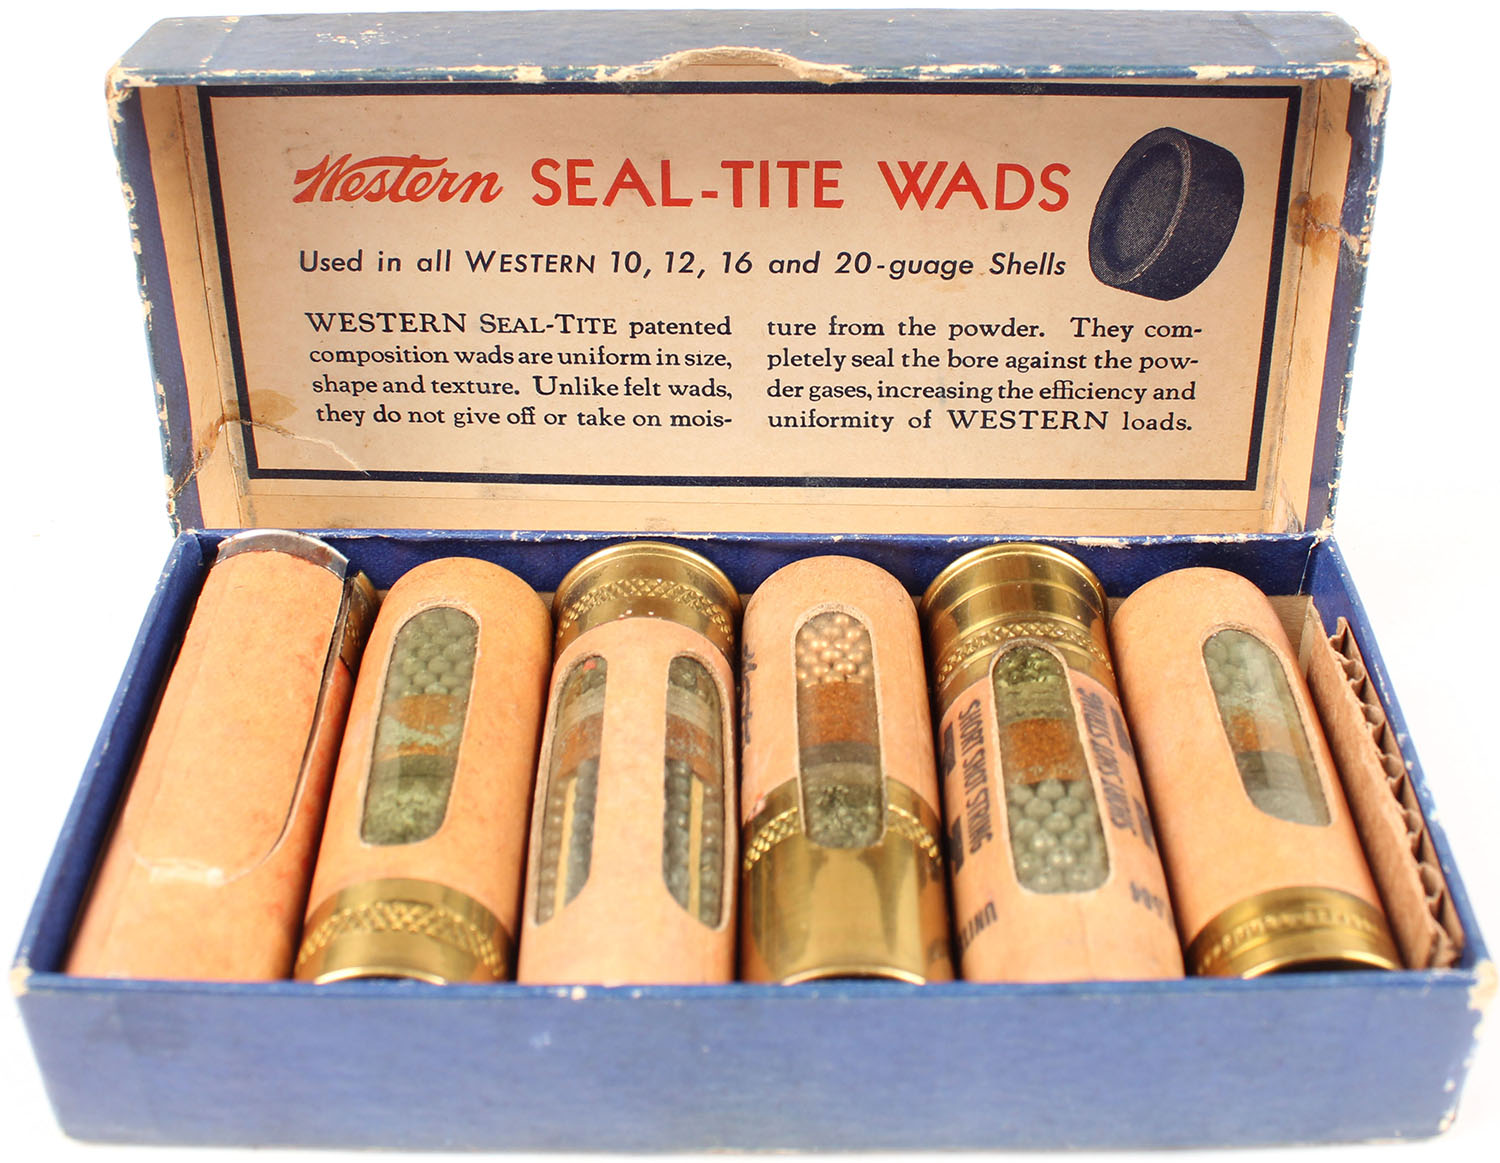 Western SEAL-TITE WADS
Used in all WESTERN 10, 12, 16 and 20-guage Shells
WESTERN SEAL-TITE patented
composition wads are uniform in size,
shape and texture. Unlike felt wads,
they do not give off or take on mois-
ture from the powder. They com-
pletely seal the bore against the pow-
der gases, increasing the efficiency and
uniformity of WESTERN loads.
SHORT SHOT STRING